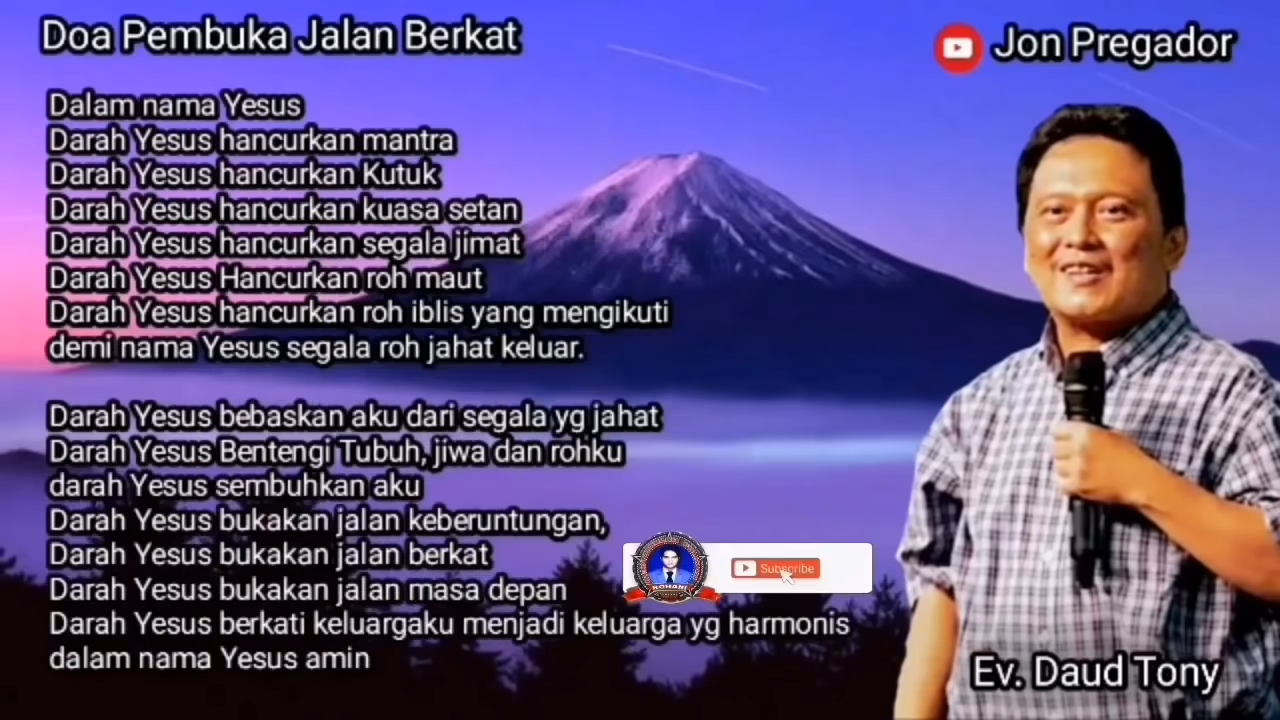 Doa Pembuka Jalan Berkat
Jon Pregador
Dalam nama Yesus
Darah Yesus hancurkan mantra
Darah Yesus hancurkan Kutuk
Darah Yesus hancurkan kuasa setan
Darah Yesus hancurkan segala jimat
Darah Yesus Hancurkan roh maut
Darah Yesus hancurkan roh iblis yang mengikuti
demi nama Yesus segala roh jahat keluar.
Darah Yesus bebaskan aku dari segala yg jahat
Darah Yesus Bentengi Tubuh, jiwa dan rohku
darah Yesus sembuhkan aku
Darah Yesus bukakan jalan keberuntungan,
Darah Yesus bukakan jalan berkat
Darah Yesus bukakan jalan masa depan
Darah Yesus berkati keluargaku menjadi keluarga yg harmonis
dalam nama Yesus amin
ROHANI
Subscribe
Ev. Daud Tony